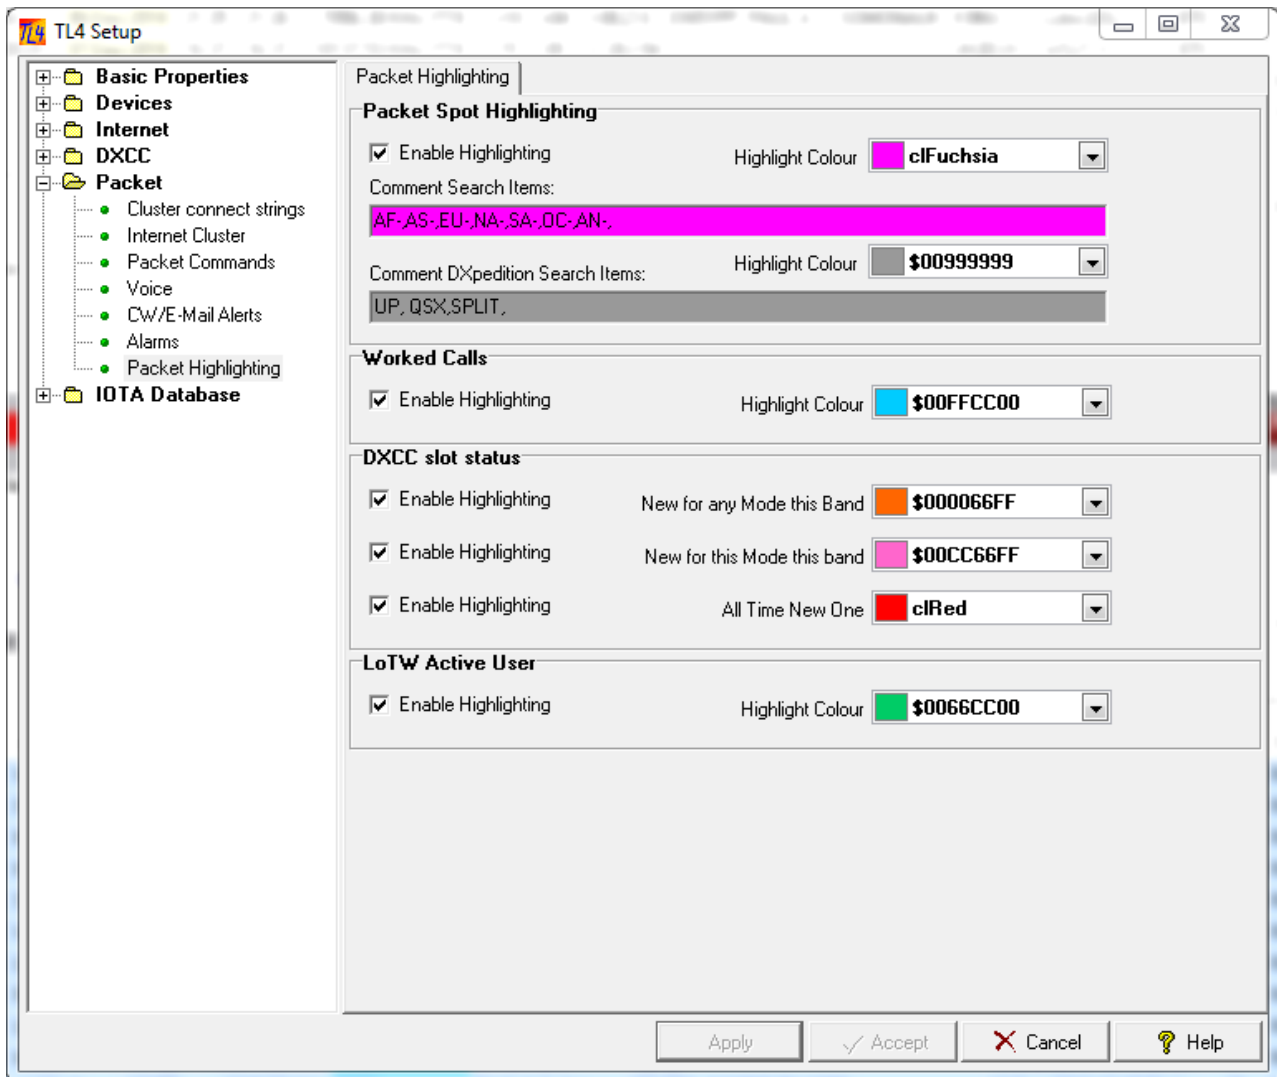 TL4 TL4 Setup
Basic Properties
Devices
Internet
DXCC
Packet
Cluster connect strings
Internet Cluster
Packet Commands
Voice
CW/E-Mail Alerts
Alarms
Packet Highlighting
IOTA Database
Packet Highlighting
Packet Spot Highlighting
Enable Highlighting
Highlight Colour clFuchsia
Comment Search Items:
AF-,AS-,EU-,NA-,SA-,OC-,AN-,
Highlight Colour $00999999
Comment DXpedition Search Items:
UP, QSX,SPLIT,
Worked Calls
Enable Highlighting
Highlight Colour $00FFCC00
DXCC slot status
Enable Highlighting
New for any Mode this Band $000066FF
Enable Highlighting
New for this Mode this band $00CC66FF
Enable Highlighting
All Time New One clRed
LoTW Active User
Enable Highlighting
Highlight Colour $0066CC00
Apply
Accept
Cancel
Help